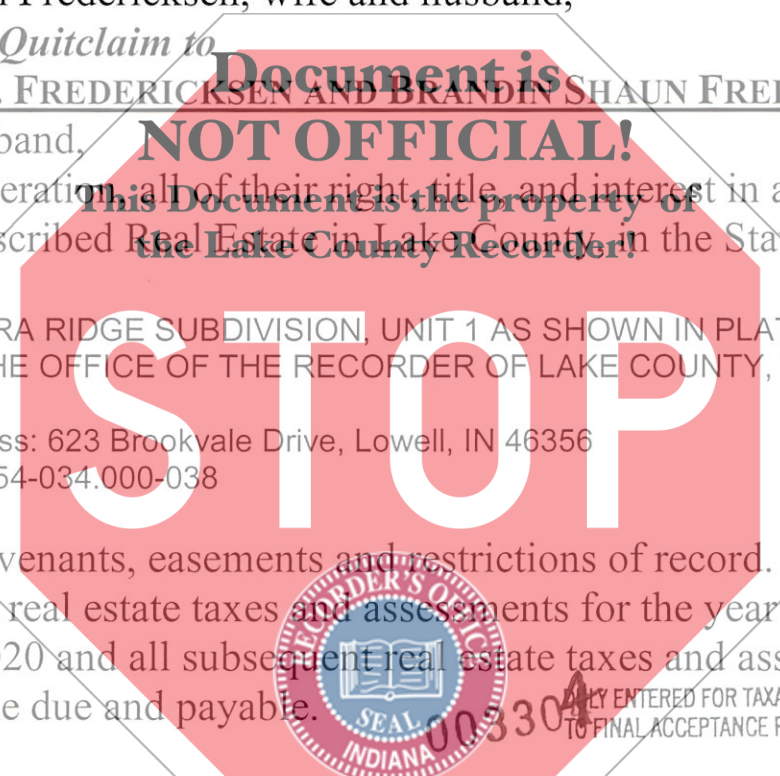 Fredericksen, wife and husband,
Quitclaim to
Document is
. FREDERICKSEN AND BRANDIN SHAUN FRED
band,
NOT OFFICIAL!
eration, all of their right, title, and interest in a
This Document is the property of
scribed Real Estate in Lake County, in the Sta
the Lake County Recorder!
RA RIDGE SUBDIVISION, UNIT 1 AS SHOWN IN PLAT
HE OFFICE OF THE RECORDER OF LAKE COUNTY,
STOP
ss: 623 Brookvale Drive, Lowell, IN 46356
54-034.000-038
venants, easements and restrictions of record.
real estate taxes and assessments for the year
20 and all subsequent real estate taxes and ass
e due and payable.
RECORDER'S OFFICE
SEAL
INDIANA
003304
DULY ENTERED FOR TAXA
TO FINAL ACCEPTANCE F